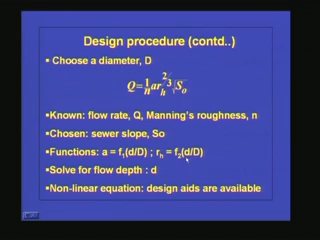 Design procedure (contd..)
▪ Choose a diameter, D
Q=1/n ar_h^2/3 √S_o
▪Known: flow rate, Q, Manning's roughness, n
▪Chosen: sewer slope, So
▪Functions: a = f₁(d/D) ; r_h = f₂(d/D)
▪Solve for flow depth : d
▪Non-linear equation: design aids are available